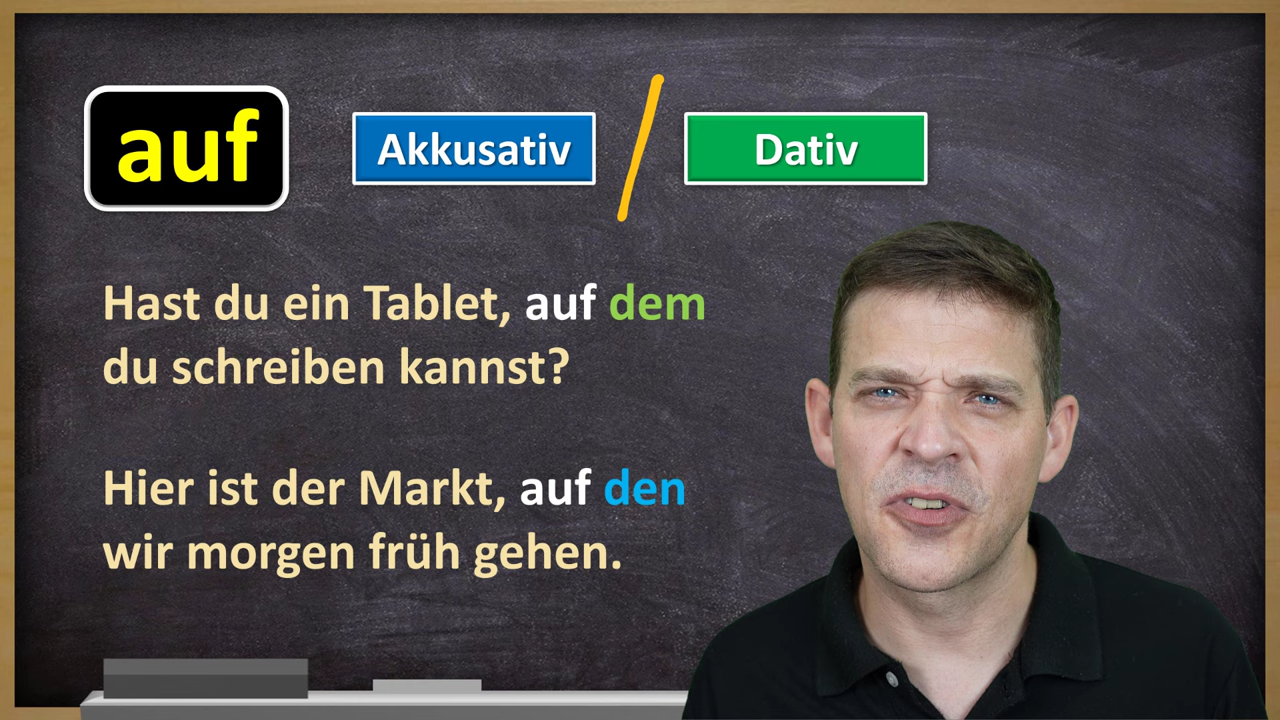 auf
Akkusativ / Dativ
Hast du ein Tablet, auf dem
du schreiben kannst?
Hier ist der Markt, auf den
wir morgen früh gehen.